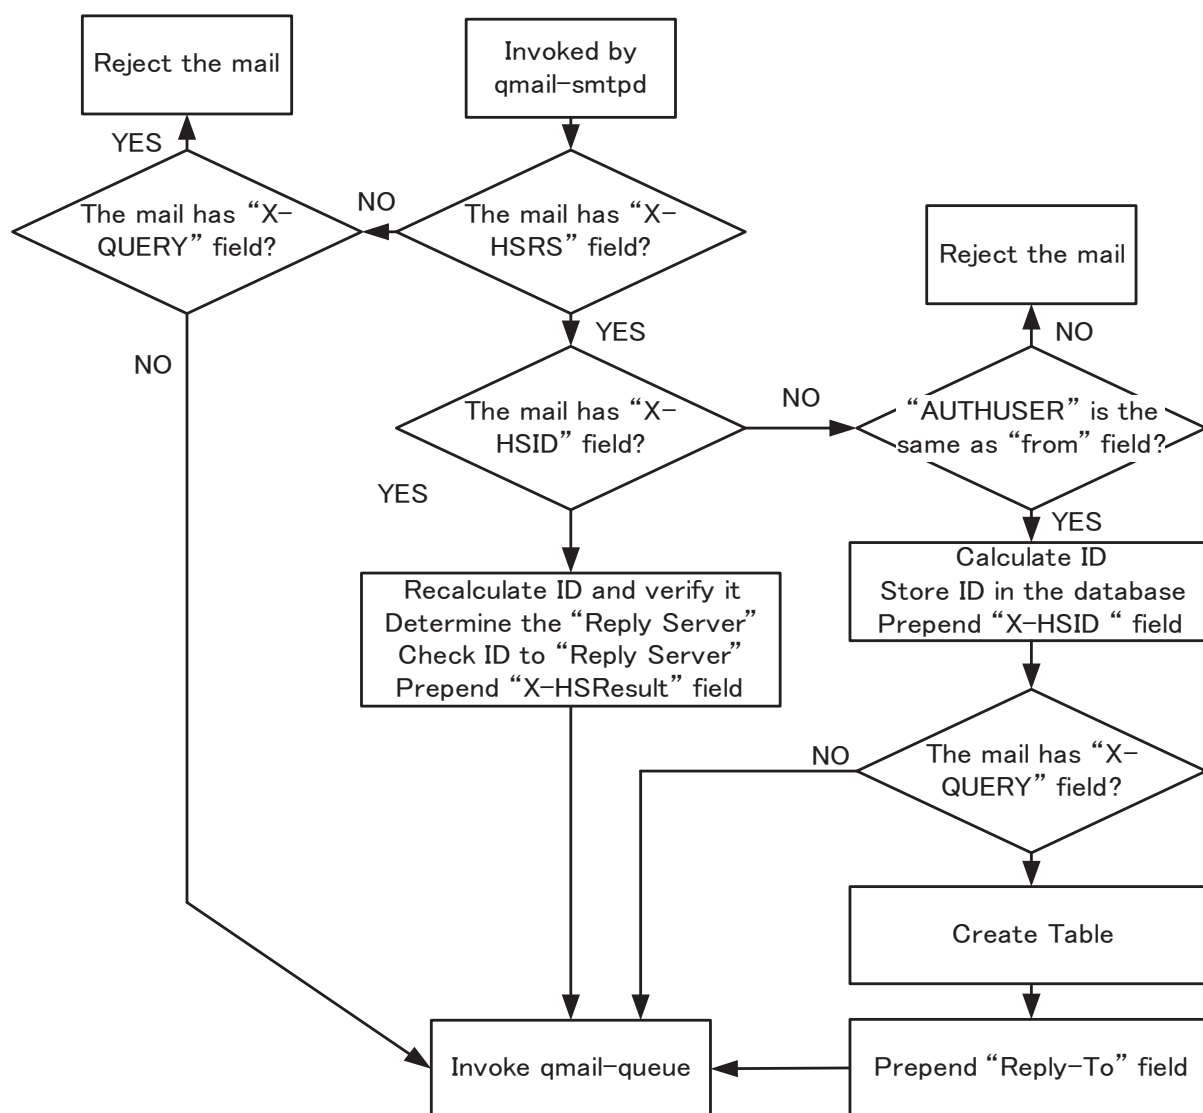 Reject the mail
Invoked by
qmail-smtpd
YES
The mail has “X-
QUERY” field?
NO
The mail has “X-
HSRS” field?
Reject the mail
NO
YES
NO
The mail has “X-
HSID” field?
NO
“AUTHUSER” is the
same as “from” field?
YES
YES
Recalculate ID and verify it
Determine the “Reply Server”
Check ID to “Reply Server”
Prepend “X-HSResult” field
Calculate ID
Store ID in the database
Prepend “X-HSID “ field
NO
The mail has “X-
QUERY” field?
Create Table
Invoke qmail-queue
Prepend “Reply-To” field